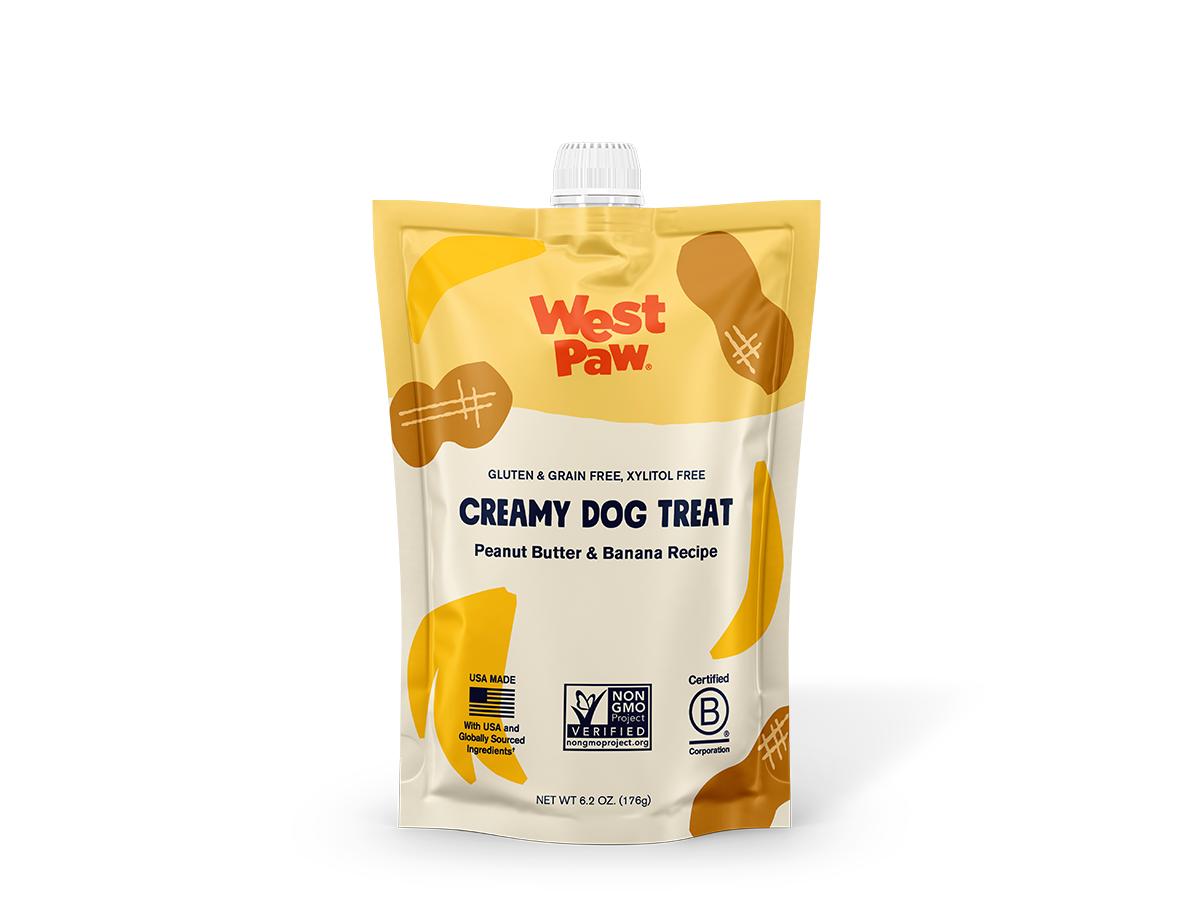 West
Paw®
GLUTEN & GRAIN FREE, XYLITOL FREE
CREAMY DOG TREAT
Peanut Butter & Banana Recipe
USA MADE
With USA and
Globally Sourced
Ingredients†
NON
GMO
Project
VERIFIED
nongmoproject.org
Certified
B
®
Corporation
NET WT 6.2 OZ. (176g)